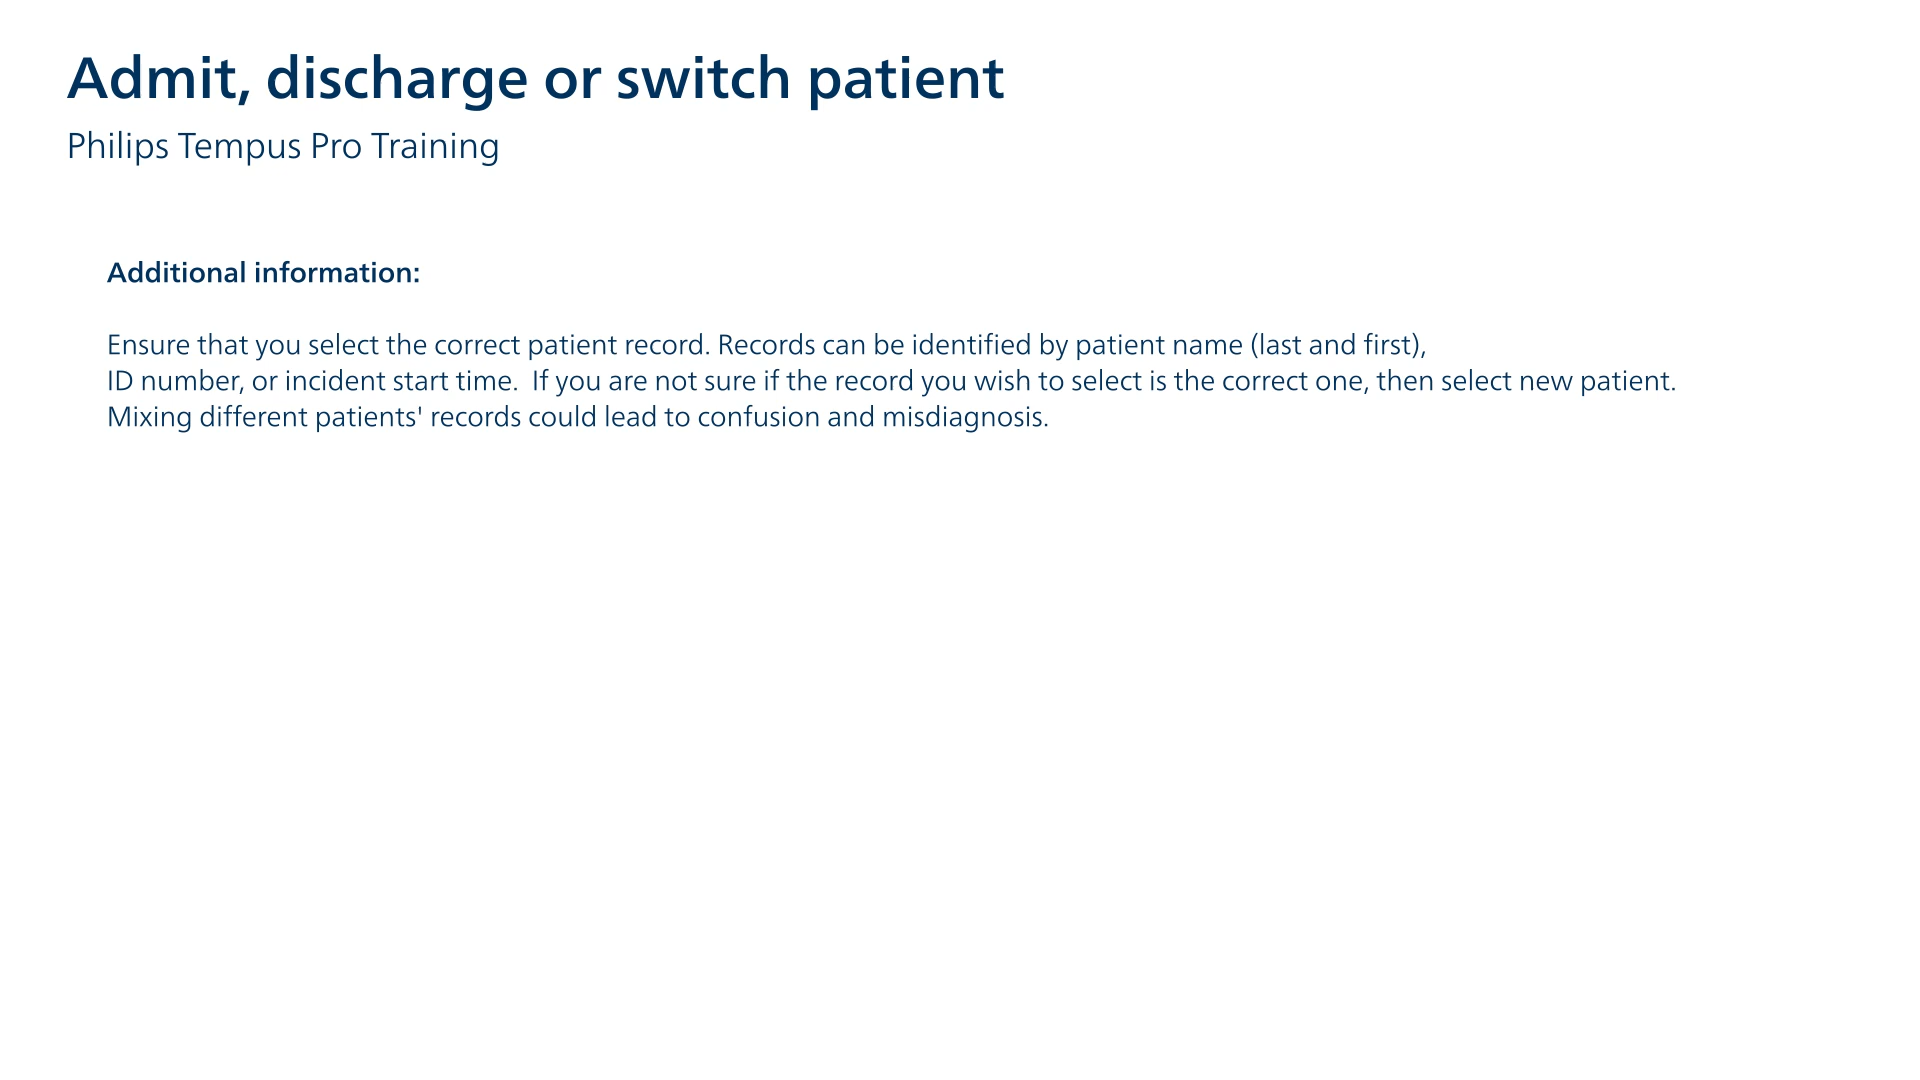 Admit, discharge or switch patient
Philips Tempus Pro Training
Additional information:
Ensure that you select the correct patient record. Records can be identified by patient name (last and first),
ID number, or incident start time.  If you are not sure if the record you wish to select is the correct one, then select new patient.
Mixing different patients' records could lead to confusion and misdiagnosis.